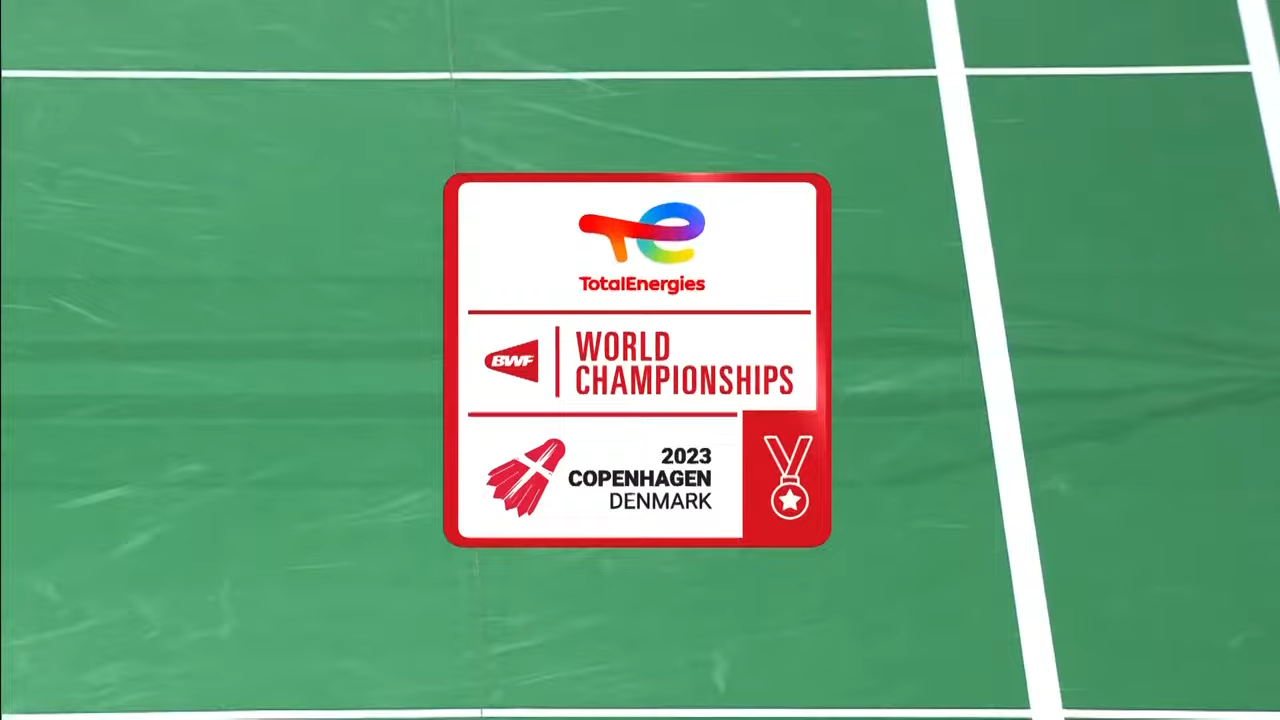 TotalEnergies
BWF
WORLD
CHAMPIONSHIPS
2023
COPENHAGEN
DENMARK